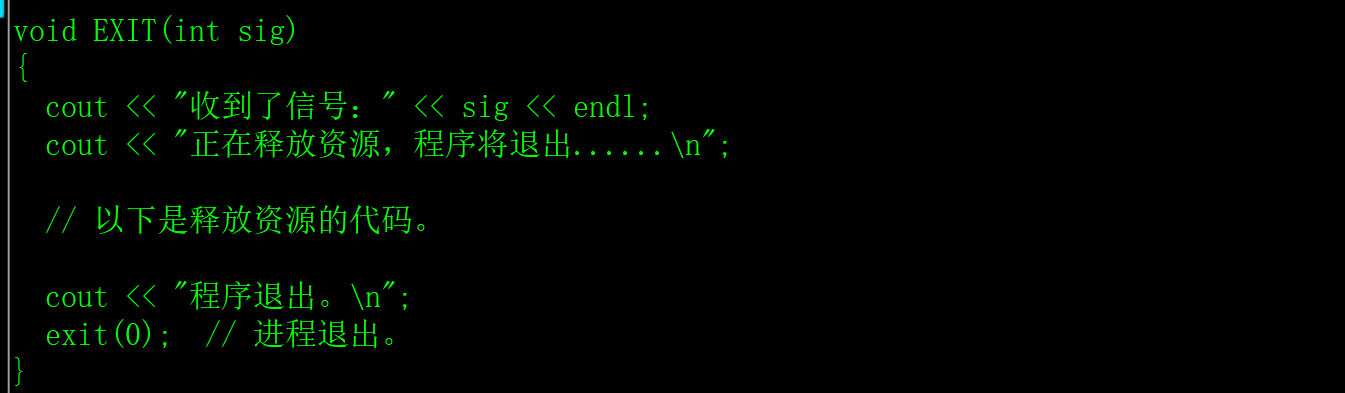 void EXIT(int sig)
{
  cout << "收到了信号：" << sig << endl;
  cout << "正在释放资源，程序将退出......\n";
  // 以下是释放资源的代码。
  cout << "程序退出。\n";
  exit(0);  // 进程退出。
}